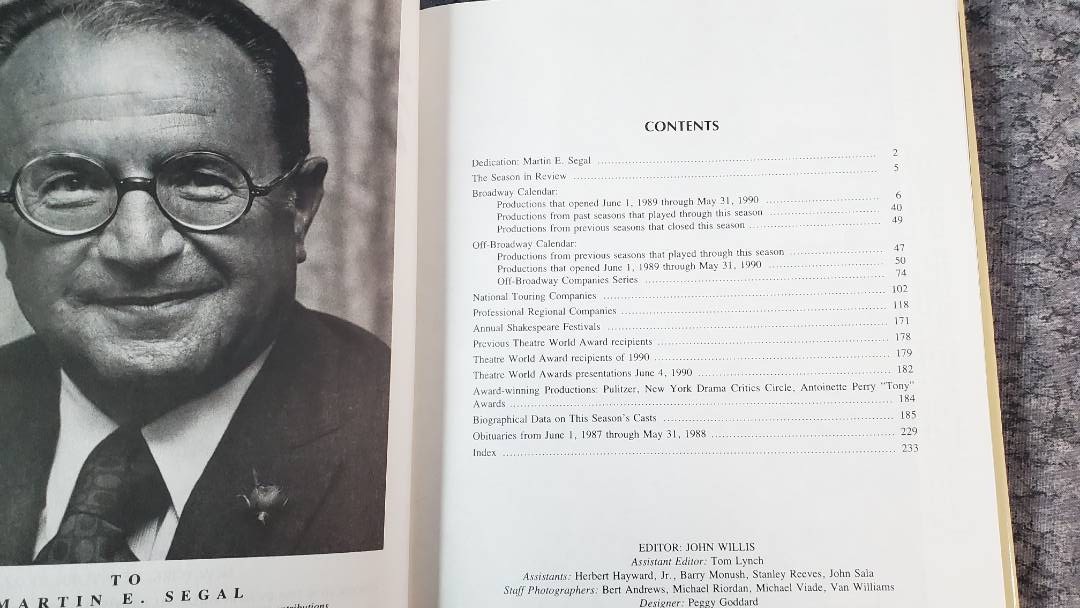 TO
MARTIN E. SEGAL
CONTENTS
Dedication: Martin E. Segal ........ 2
The Season in Review ........ 5
Broadway Calendar:
Productions that opened June 1, 1989 through May 31, 1990 ........ 6
Productions from past seasons that played through this season ........ 40
Productions from previous seasons that closed this season ........ 49
Off-Broadway Calendar:
Productions from previous seasons that played through this season ........ 47
Productions that opened June 1, 1989 through May 31, 1990 ........ 50
Off-Broadway Companies Series ........ 74
National Touring Companies ........ 102
Professional Regional Companies ........ 118
Annual Shakespeare Festivals ........ 171
Previous Theatre World Award recipients ........ 178
Theatre World Award recipients of 1990 ........ 179
Theatre World Awards presentations June 4, 1990 ........ 182
Award-winning Productions: Pulitzer, New York Drama Critics Circle, Antoinette Perry "Tony"
Awards ........ 184
Biographical Data on This Season's Casts ........ 185
Obituaries from June 1, 1987 through May 31, 1988 ........ 229
Index ........ 233
EDITOR: JOHN WILLIS
Assistant Editor: Tom Lynch
Assistants: Herbert Hayward, Jr., Barry Monush, Stanley Reeves, John Sala
Staff Photographers: Bert Andrews, Michael Riordan, Michael Viade, Van Williams
Designer: Peggy Goddard